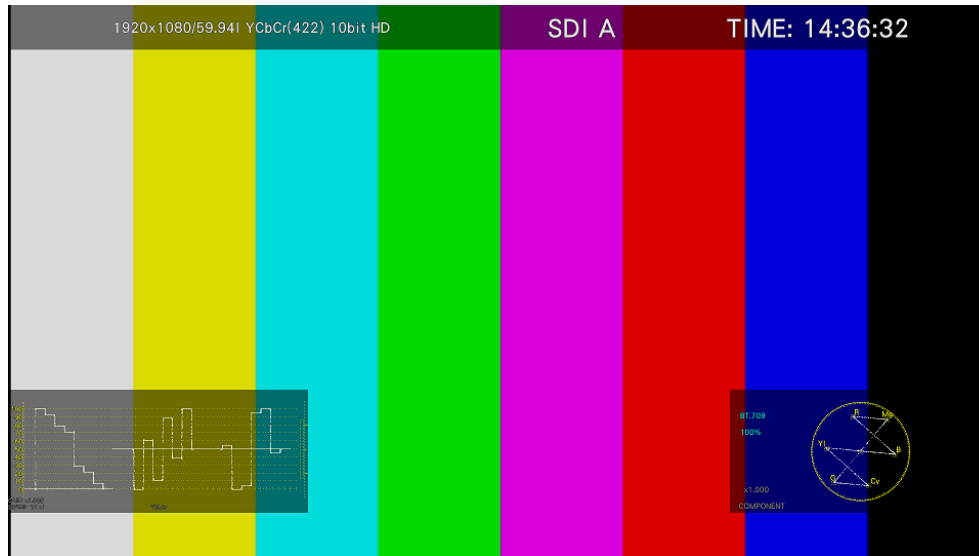 1920x1080/59.94I YCbCr(422) 10bit HD
SDI A
TIME: 14:36:32
BT.709
100%
R
Mg
YI
B
G
Cy
x1.000
COMPONENT